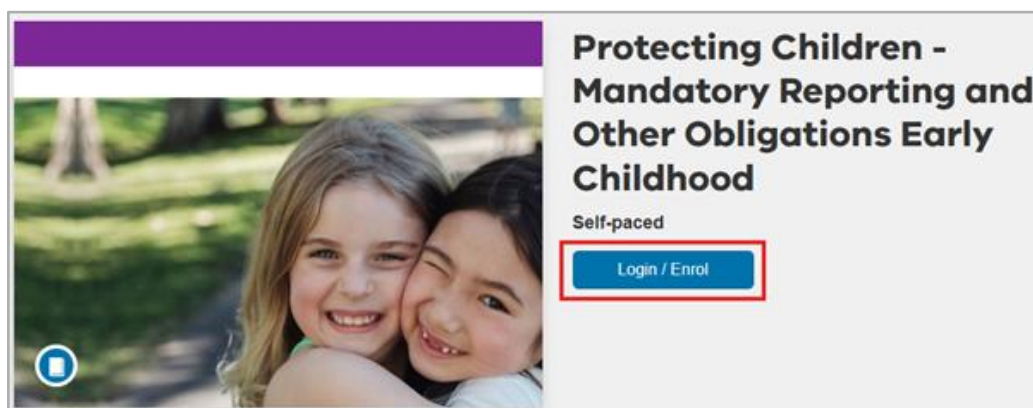 Protecting Children -
Mandatory Reporting and
Other Obligations Early
Childhood
Self-paced
Login / Enrol